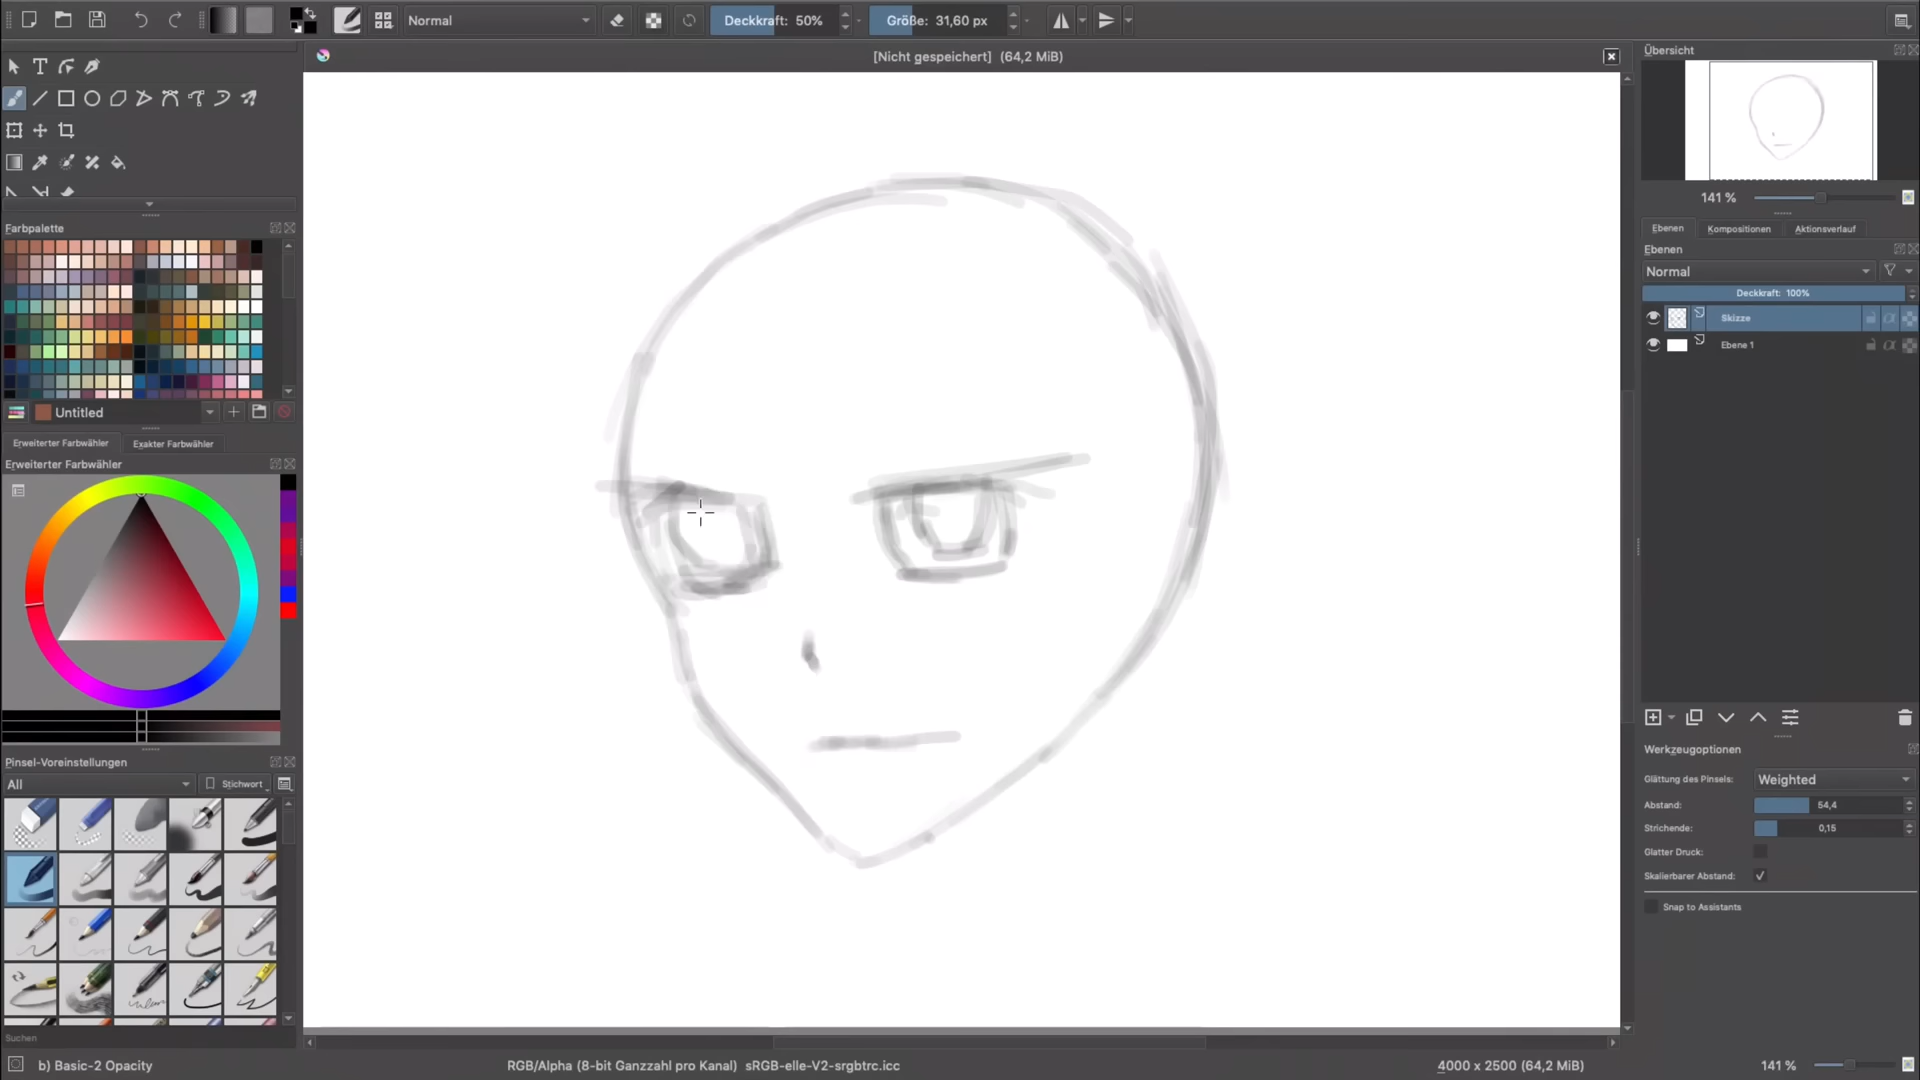 Normal
Deckkraft: 50%
Größe: 31,60 px
[Nicht gespeichert] (64,2 MiB)
Farbpalette
Untitled
Erweiterter Farbwähler
Exakter Farbwähler
Erweiterter Farbwähler
Pinsel-Voreinstellungen
All
Stichwort
Suchen
b) Basic-2 Opacity
RGB/Alpha (8-bit Ganzzahl pro Kanal) sRGB-elle-V2-srgbtrc.icc
4000 x 2500 (64,2 MiB)
141 %
Übersicht
141 %
Ebenen
Kompositionen
Aktionsverlauf
Ebenen
Normal
Deckkraft: 100%
Skizze
Ebene 1
Werkzeugoptionen
Glättung des Pinsels:
Weighted
Abstand:
54,4
Strichende:
0,15
Glatter Druck:
Skalierbarer Abstand:
Snap to Assistants